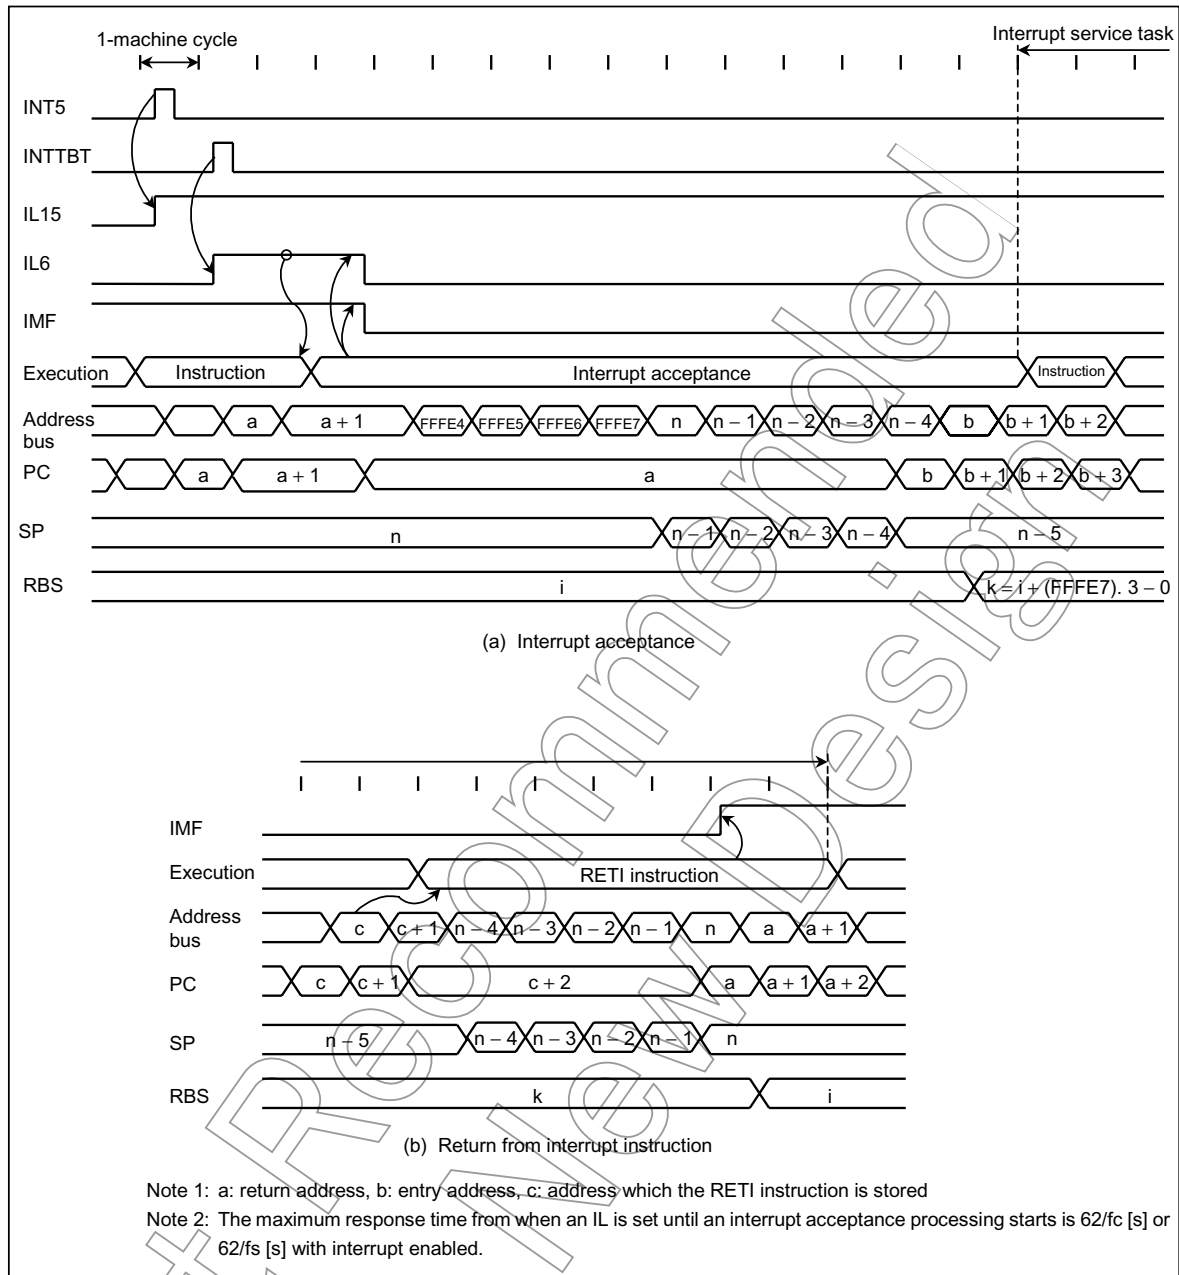 1-machine cycle
Interrupt service task
INT5
INTTBT
IL15
IL6
IMF
Execution Instruction Interrupt acceptance Instruction
Address bus a a + 1 FFFE4 FFFE5 FFFE6 FFFE7 n n − 1 n − 2 n − 3 n − 4 b b + 1 b + 2
PC a a + 1 a b b + 1 b + 2 b + 3
SP n n − 1 n − 2 n − 3 n − 4 n − 5
RBS i k = i + (FFFE7). 3 − 0
(a) Interrupt acceptance
IMF
Execution RETI instruction
Address bus c c + 1 n − 4 n − 3 n − 2 n − 1 n a a + 1
PC c c + 1 c + 2 a a + 1 a + 2
SP n − 5 n − 4 n − 3 n − 2 n − 1 n
RBS k i
(b) Return from interrupt instruction
Note 1: a: return address, b: entry address, c: address which the RETI instruction is stored
Note 2: The maximum response time from when an IL is set until an interrupt acceptance processing starts is 62/fc [s] or
62/fs [s] with interrupt enabled.
Recommended
New Design